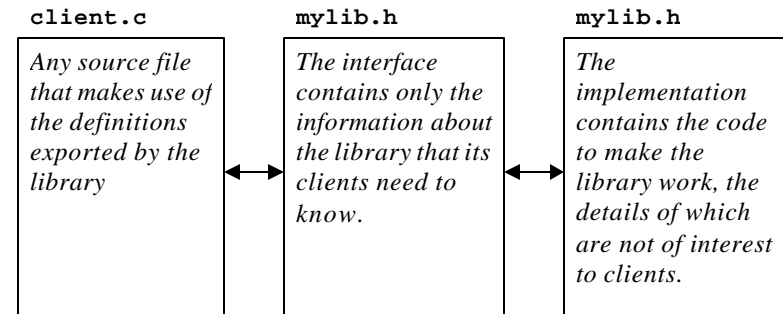 client.c
mylib.h
mylib.h
Any source file
that makes use of
the definitions
exported by the
library
The interface
contains only the
information about
the library that its
clients need to
know.
The
implementation
contains the code
to make the
library work, the
details of which
are not of interest
to clients.